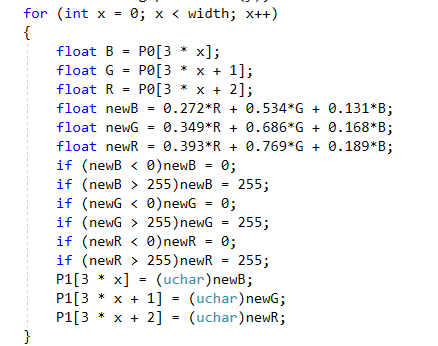 for (int x = 0; x < width; x++)
{
    float B = P0[3 * x];
    float G = P0[3 * x + 1];
    float R = P0[3 * x + 2];
    float newB = 0.272*R + 0.534*G + 0.131*B;
    float newG = 0.349*R + 0.686*G + 0.168*B;
    float newR = 0.393*R + 0.769*G + 0.189*B;
    if (newB < 0)newB = 0;
    if (newB > 255)newB = 255;
    if (newG < 0)newG = 0;
    if (newG > 255)newG = 255;
    if (newR < 0)newR = 0;
    if (newR > 255)newR = 255;
    P1[3 * x] = (uchar)newB;
    P1[3 * x + 1] = (uchar)newG;
    P1[3 * x + 2] = (uchar)newR;
}